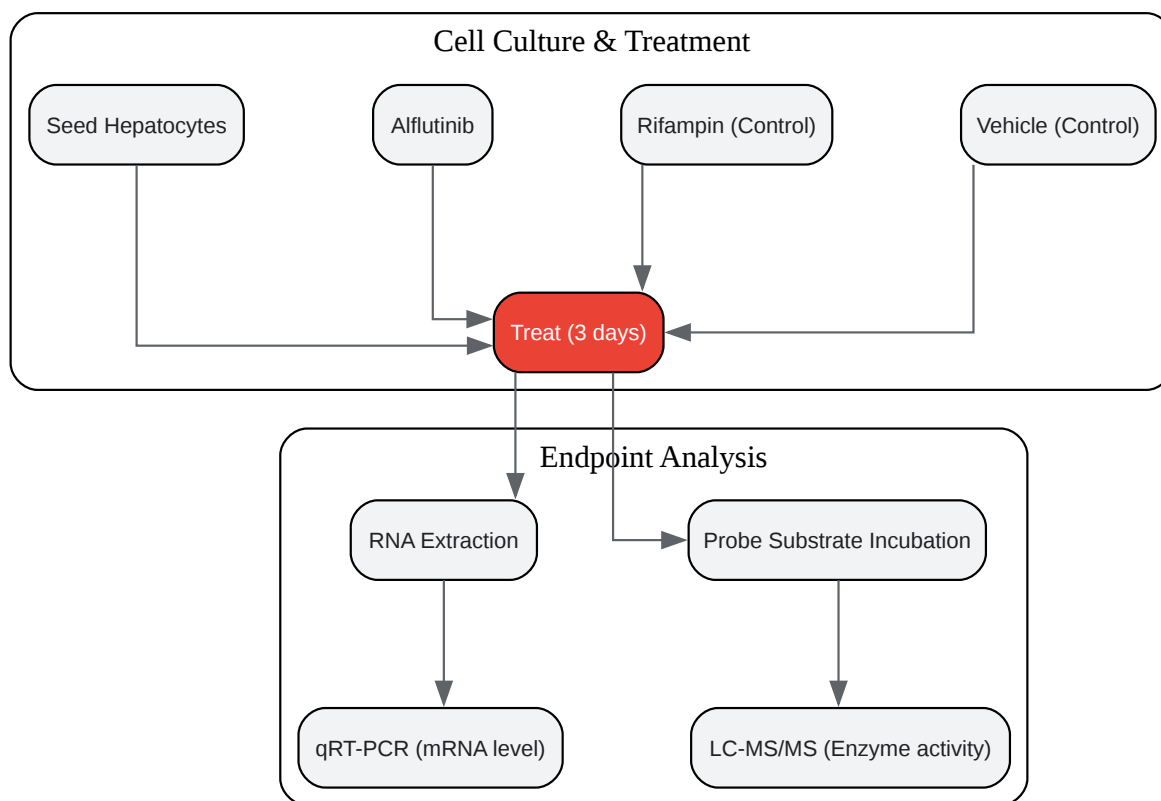 Cell Culture & Treatment
Seed Hepatocytes
Alflutinib
Rifampin (Control)
Vehicle (Control)
Treat (3 days)
Endpoint Analysis
RNA Extraction
Probe Substrate Incubation
qRT-PCR (mRNA level)
LC-MS/MS (Enzyme activity)